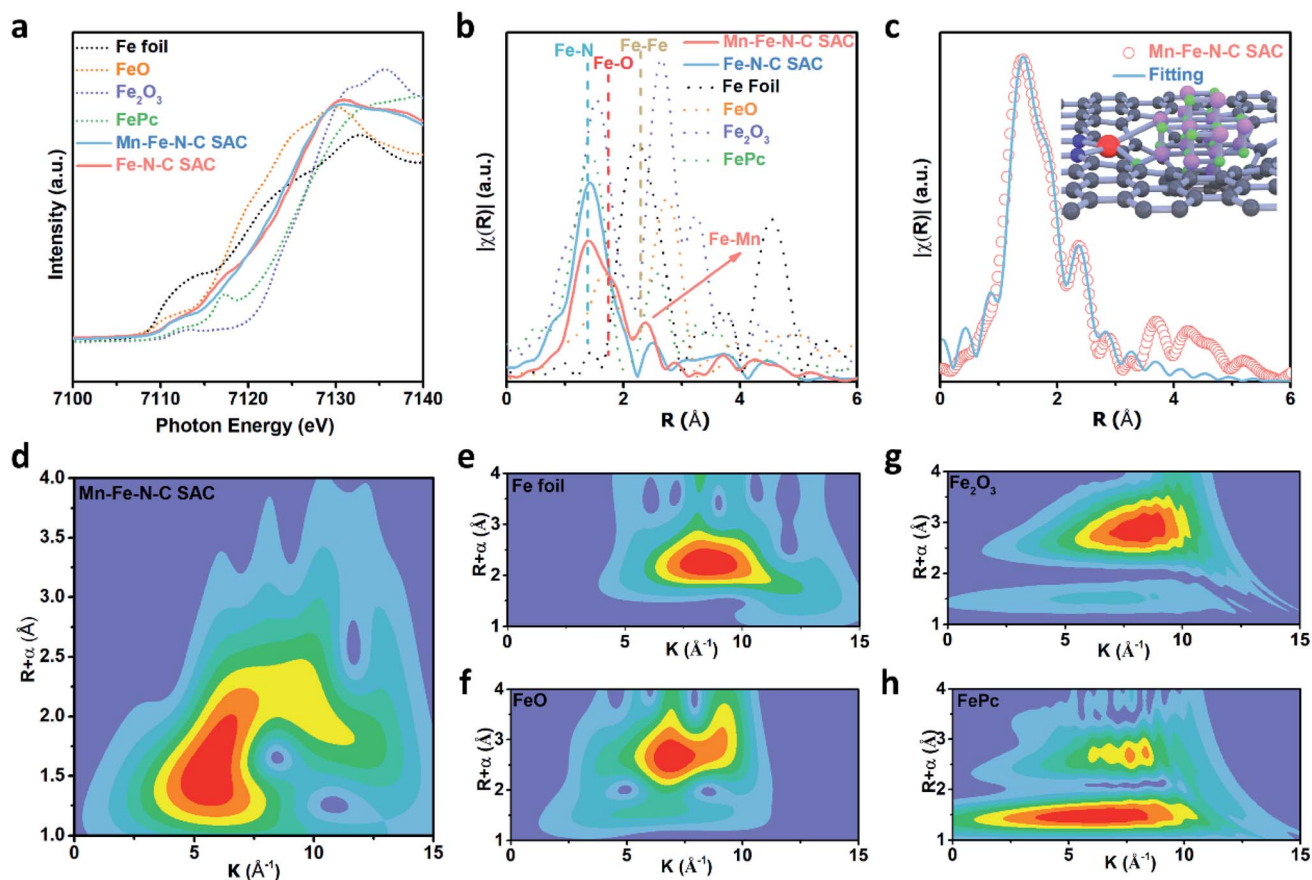 a
Intensity (a.u.)
Fe foil
FeO
Fe₂O₃
FePc
Mn-Fe-N-C SAC
Fe-N-C SAC
7100 7110 7120 7130 7140
Photon Energy (eV)
b
|χ(R)| (a.u.)
Fe-N
Fe-O
Fe-Fe
Mn-Fe-N-C SAC
Fe-N-C SAC
Fe Foil
FeO
Fe₂O₃
FePc
Fe-Mn
0 2 4 6
R (Å)
c
|χ(R)| (a.u.)
Mn-Fe-N-C SAC
Fitting
0 1 2 3 4 5 6
R (Å)
d
Mn-Fe-N-C SAC
R+α (Å)
4.0
3.5
3.0
2.5
2.0
1.5
1.0
0 5 10 15
K (Å⁻¹)
e
Fe foil
R+α (Å)
4
3
2
1
0 5 10 15
K (Å⁻¹)
f
FeO
R+α (Å)
4
3
2
1
0 5 10 15
K (Å⁻¹)
g
Fe₂O₃
R+α (Å)
4
3
2
1
0 5 10 15
K (Å⁻¹)
h
FePc
R+α (Å)
4
3
2
1
0 5 10 15
K (Å⁻¹)